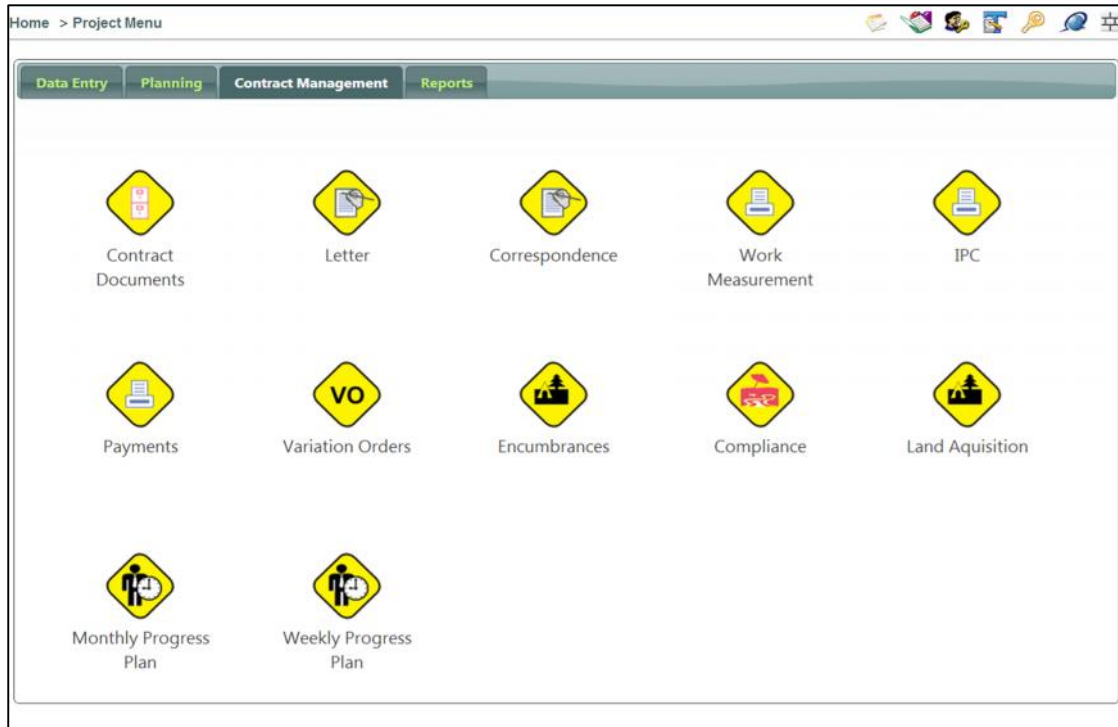 Home > Project Menu
Data Entry Planning Contract Management Reports
Contract
Documents
Letter
Correspondence
Work
Measurement
IPC
Payments
VO
Variation Orders
Encumbrances
Compliance
Land Aquisition
Monthly Progress
Plan
Weekly Progress
Plan